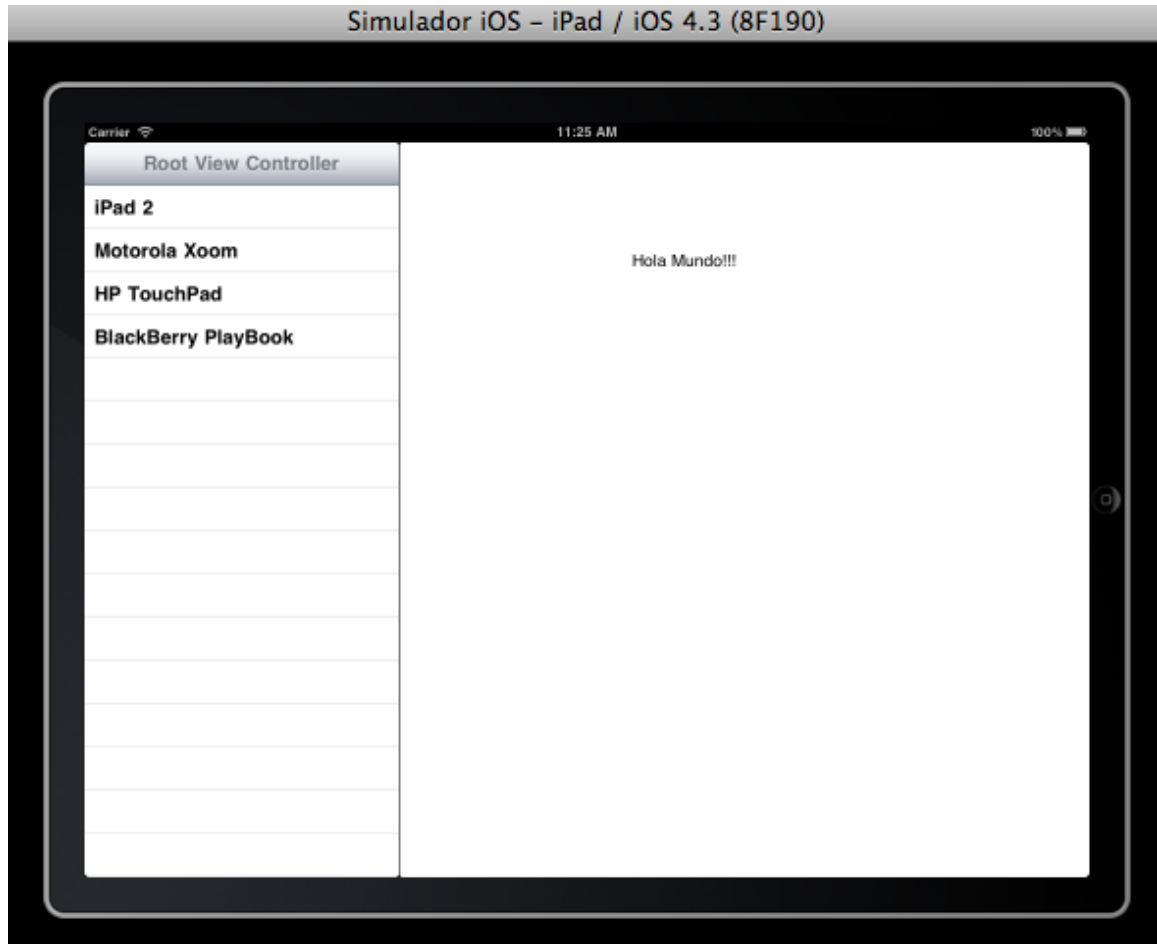 Simulador iOS – iPad / iOS 4.3 (8F190)
Carrier 11:25 AM 100%
Root View Controller
iPad 2
Motorola Xoom
Hola Mundo!!!
HP TouchPad
BlackBerry PlayBook